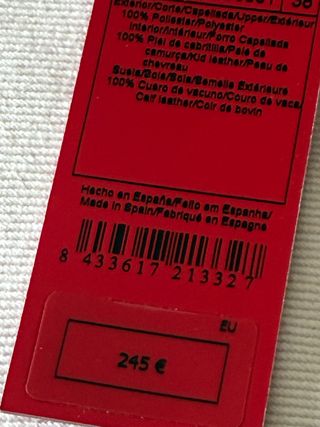 Exterior/Corte/Capellada/Upper/Extérieur
100% Poliester/Polyester
Interior/Intérieur/Forro Capellada
100% Piel de cabritilla/Pele de
camurça/Kid leather/Peau de
chevreau
Suela/Sola/Sole/Semelle Extérieure
100% Cuero de vacuno/Couro de vaca/
Calf leather/Cuir de bovin
Hecho en España/Feito em Espanha/
Made in Spain/Fabriqué en Espagne
8 433617 213327
EU
245 €